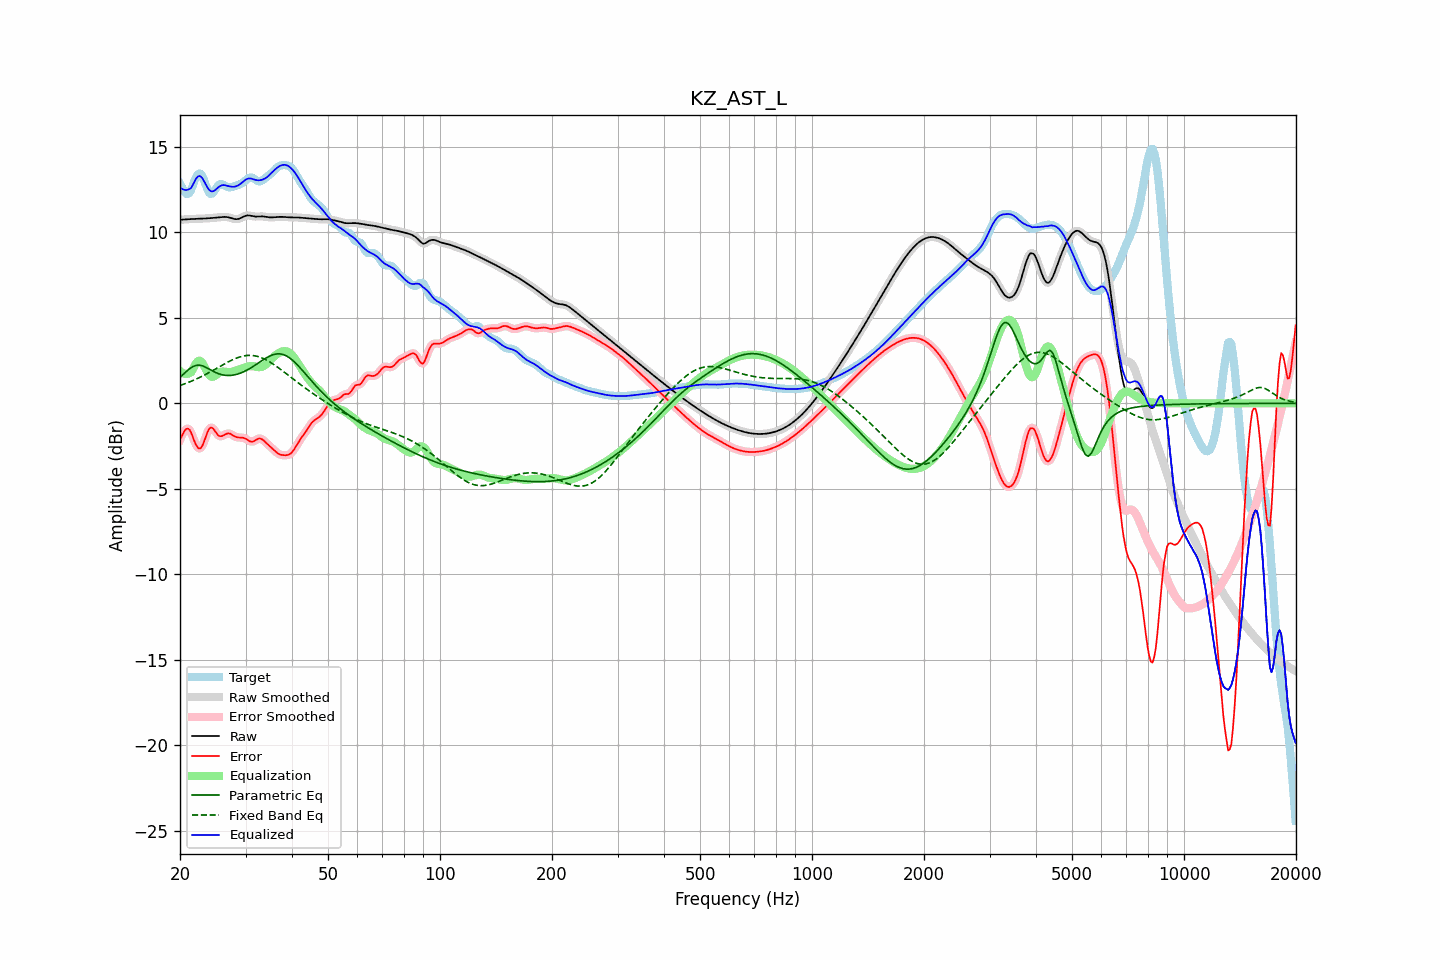 KZ_AST_L
Amplitude (dBr)
15
10
5
0
−5
−10
−15
−20
−25
Target
Raw Smoothed
Error Smoothed
Raw
Error
Equalization
Parametric Eq
Fixed Band Eq
Equalized
20 50 100 200 500 1000 2000 5000 10000 20000
Frequency (Hz)